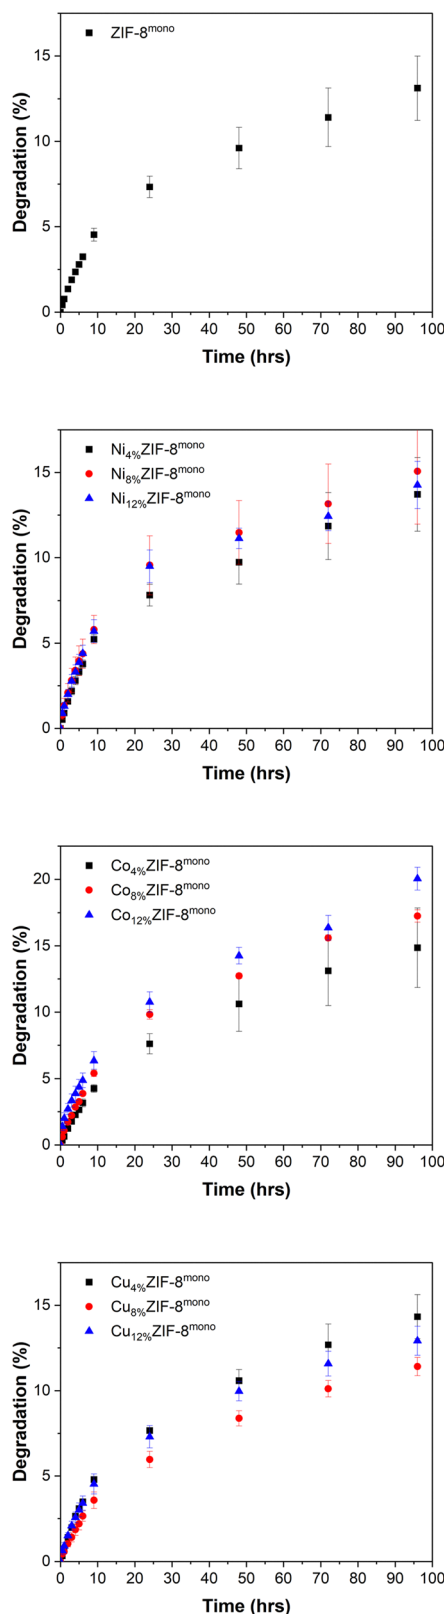 ZIF-8mono
15
10
5
0
Degradation (%)
0 10 20 30 40 50 60 70 80 90 100
Time (hrs)
Ni4%ZIF-8mono
Ni8%ZIF-8mono
Ni12%ZIF-8mono
15
10
5
0
Degradation (%)
0 10 20 30 40 50 60 70 80 90 100
Time (hrs)
Co4%ZIF-8mono
Co8%ZIF-8mono
Co12%ZIF-8mono
20
15
10
5
0
Degradation (%)
0 10 20 30 40 50 60 70 80 90 100
Time (hrs)
Cu4%ZIF-8mono
Cu8%ZIF-8mono
Cu12%ZIF-8mono
15
10
5
0
Degradation (%)
0 10 20 30 40 50 60 70 80 90 100
Time (hrs)